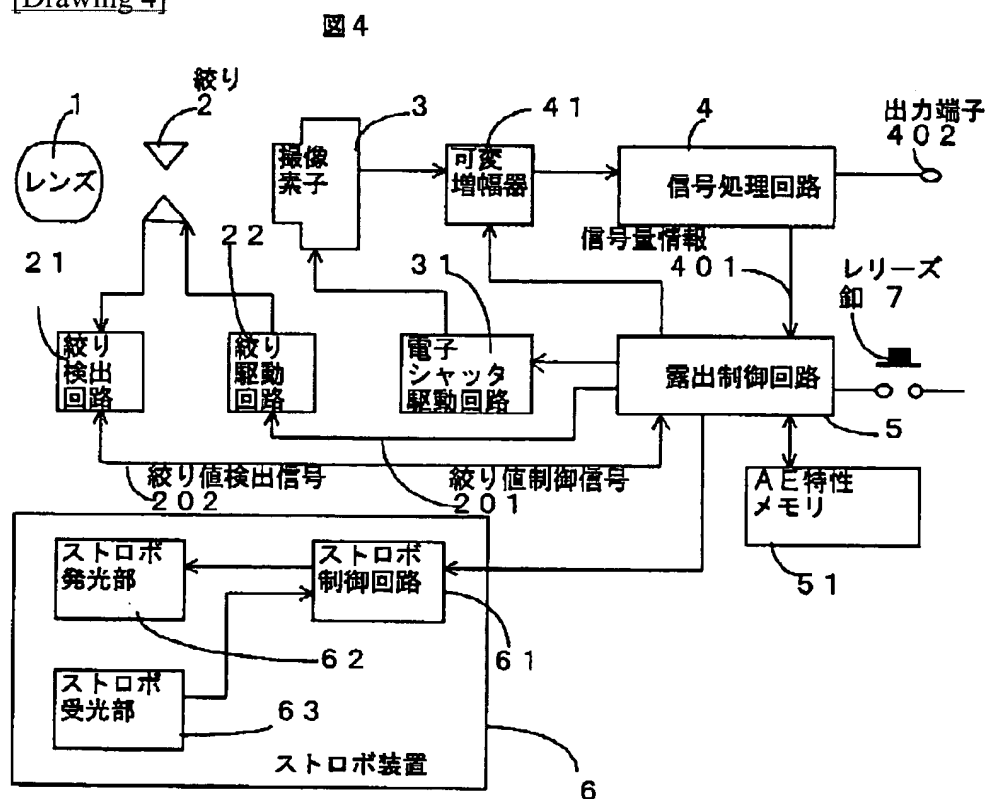 [Drawing 4]
図4
絞り
1
2
3
41
4
出力端子
402
レンズ
撮像
素子
可変
増幅器
信号処理回路
信号量情報
401
21
22
31
レリーズ
釦 7
絞り
検出
回路
絞り
駆動
回路
電子
シャッタ
駆動回路
露出制御回路
5
絞り値検出信号
202
絞り値制御信号
201
AE特性
メモリ
51
ストロボ
発光部
ストロボ
制御回路
62
61
ストロボ
受光部
63
ストロボ装置
6